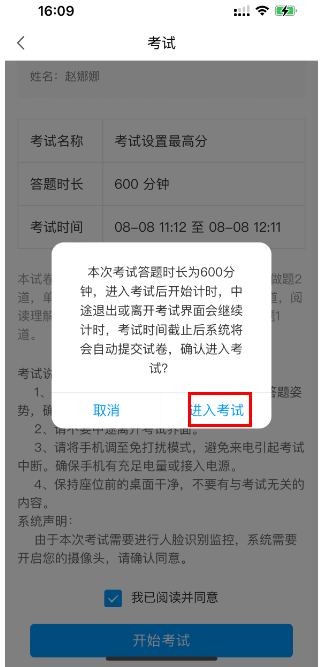 16:09
考试
姓名：赵娜娜
考试名称 考试设置最高分
答题时长 600 分钟
考试时间 08-08 11:12 至 08-08 12:11
本试卷 做题2
道，单 道，阅
读理解 题1
道。
本次考试答题时长为600分
钟，进入考试后开始计时，中
途退出或离开考试界面会继续
计时，考试时间截止后系统将
会自动提交试卷，确认进入考
试？
取消 进入考试
考试说
1、 答题姿
势，确
2、请不要中途离开考试界面。
3、请将手机调至免打扰模式，避免来电引起考试
中断。确保手机有充足电量或接入电源。
4、保持座位前的桌面干净，不要有与考试无关的
内容。
系统声明：
由于本次考试需要进行人脸识别监控，系统需要
开启您的摄像头，请确认同意。
我已阅读并同意
开始考试